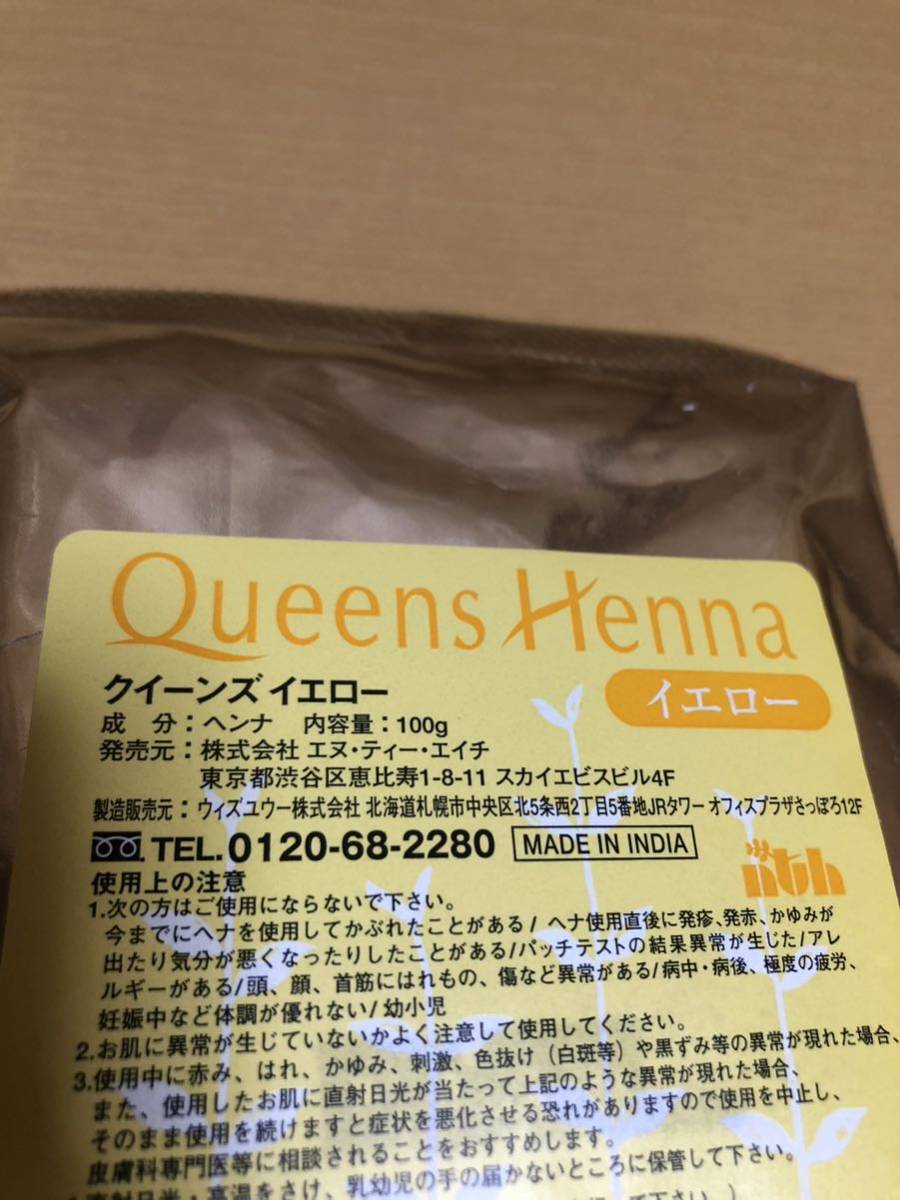 Queens Henna
クイーンズ イエロー
イエロー
成 分：ヘンナ 内容量：100g
発売元：株式会社 エヌ・ティー・エイチ
東京都渋谷区恵比寿1-8-11 スカイエビスビル4F
製造販売元：ウィズユウー株式会社 北海道札幌市中央区北5条西2丁目5番地JRタワー オフィスプラザさっぽろ12F
TEL.0120-68-2280 MADE IN INDIA
nth
使用上の注意
1.次の方はご使用にならないで下さい。
今までにヘナを使用してかぶれたことがある/ ヘナ使用直後に発疹、発赤、かゆみが
出たり気分が悪くなったりしたことがある/パッチテストの結果異常が生じた/アレ
ルギーがある/頭、顔、首筋にはれもの、傷など異常がある/病中・病後、極度の疲労、
妊娠中など体調が優れない/ 幼小児
2.お肌に異常が生じていないかよく注意して使用してください。
3.使用中に赤み、はれ、かゆみ、刺激、色抜け（白斑等）や黒ずみ等の異常が現れた場合、
また、使用したお肌に直射日光が当たって上記のような異常が現れた場合、
そのまま使用を続けますと症状を悪化させる恐れがありますので使用を中止し、
皮膚科専門医等に相談されることをおすすめします。
直射日光・高温をさけ、乳幼児の手の届かないところに保管して下さい。
って下さい。）